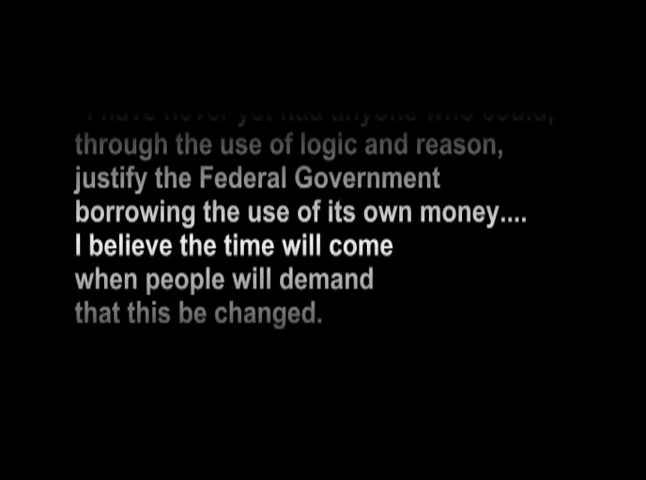 "I have never yet had anyone who could,
through the use of logic and reason,
justify the Federal Government
borrowing the use of its own money....
I believe the time will come
when people will demand
that this be changed.